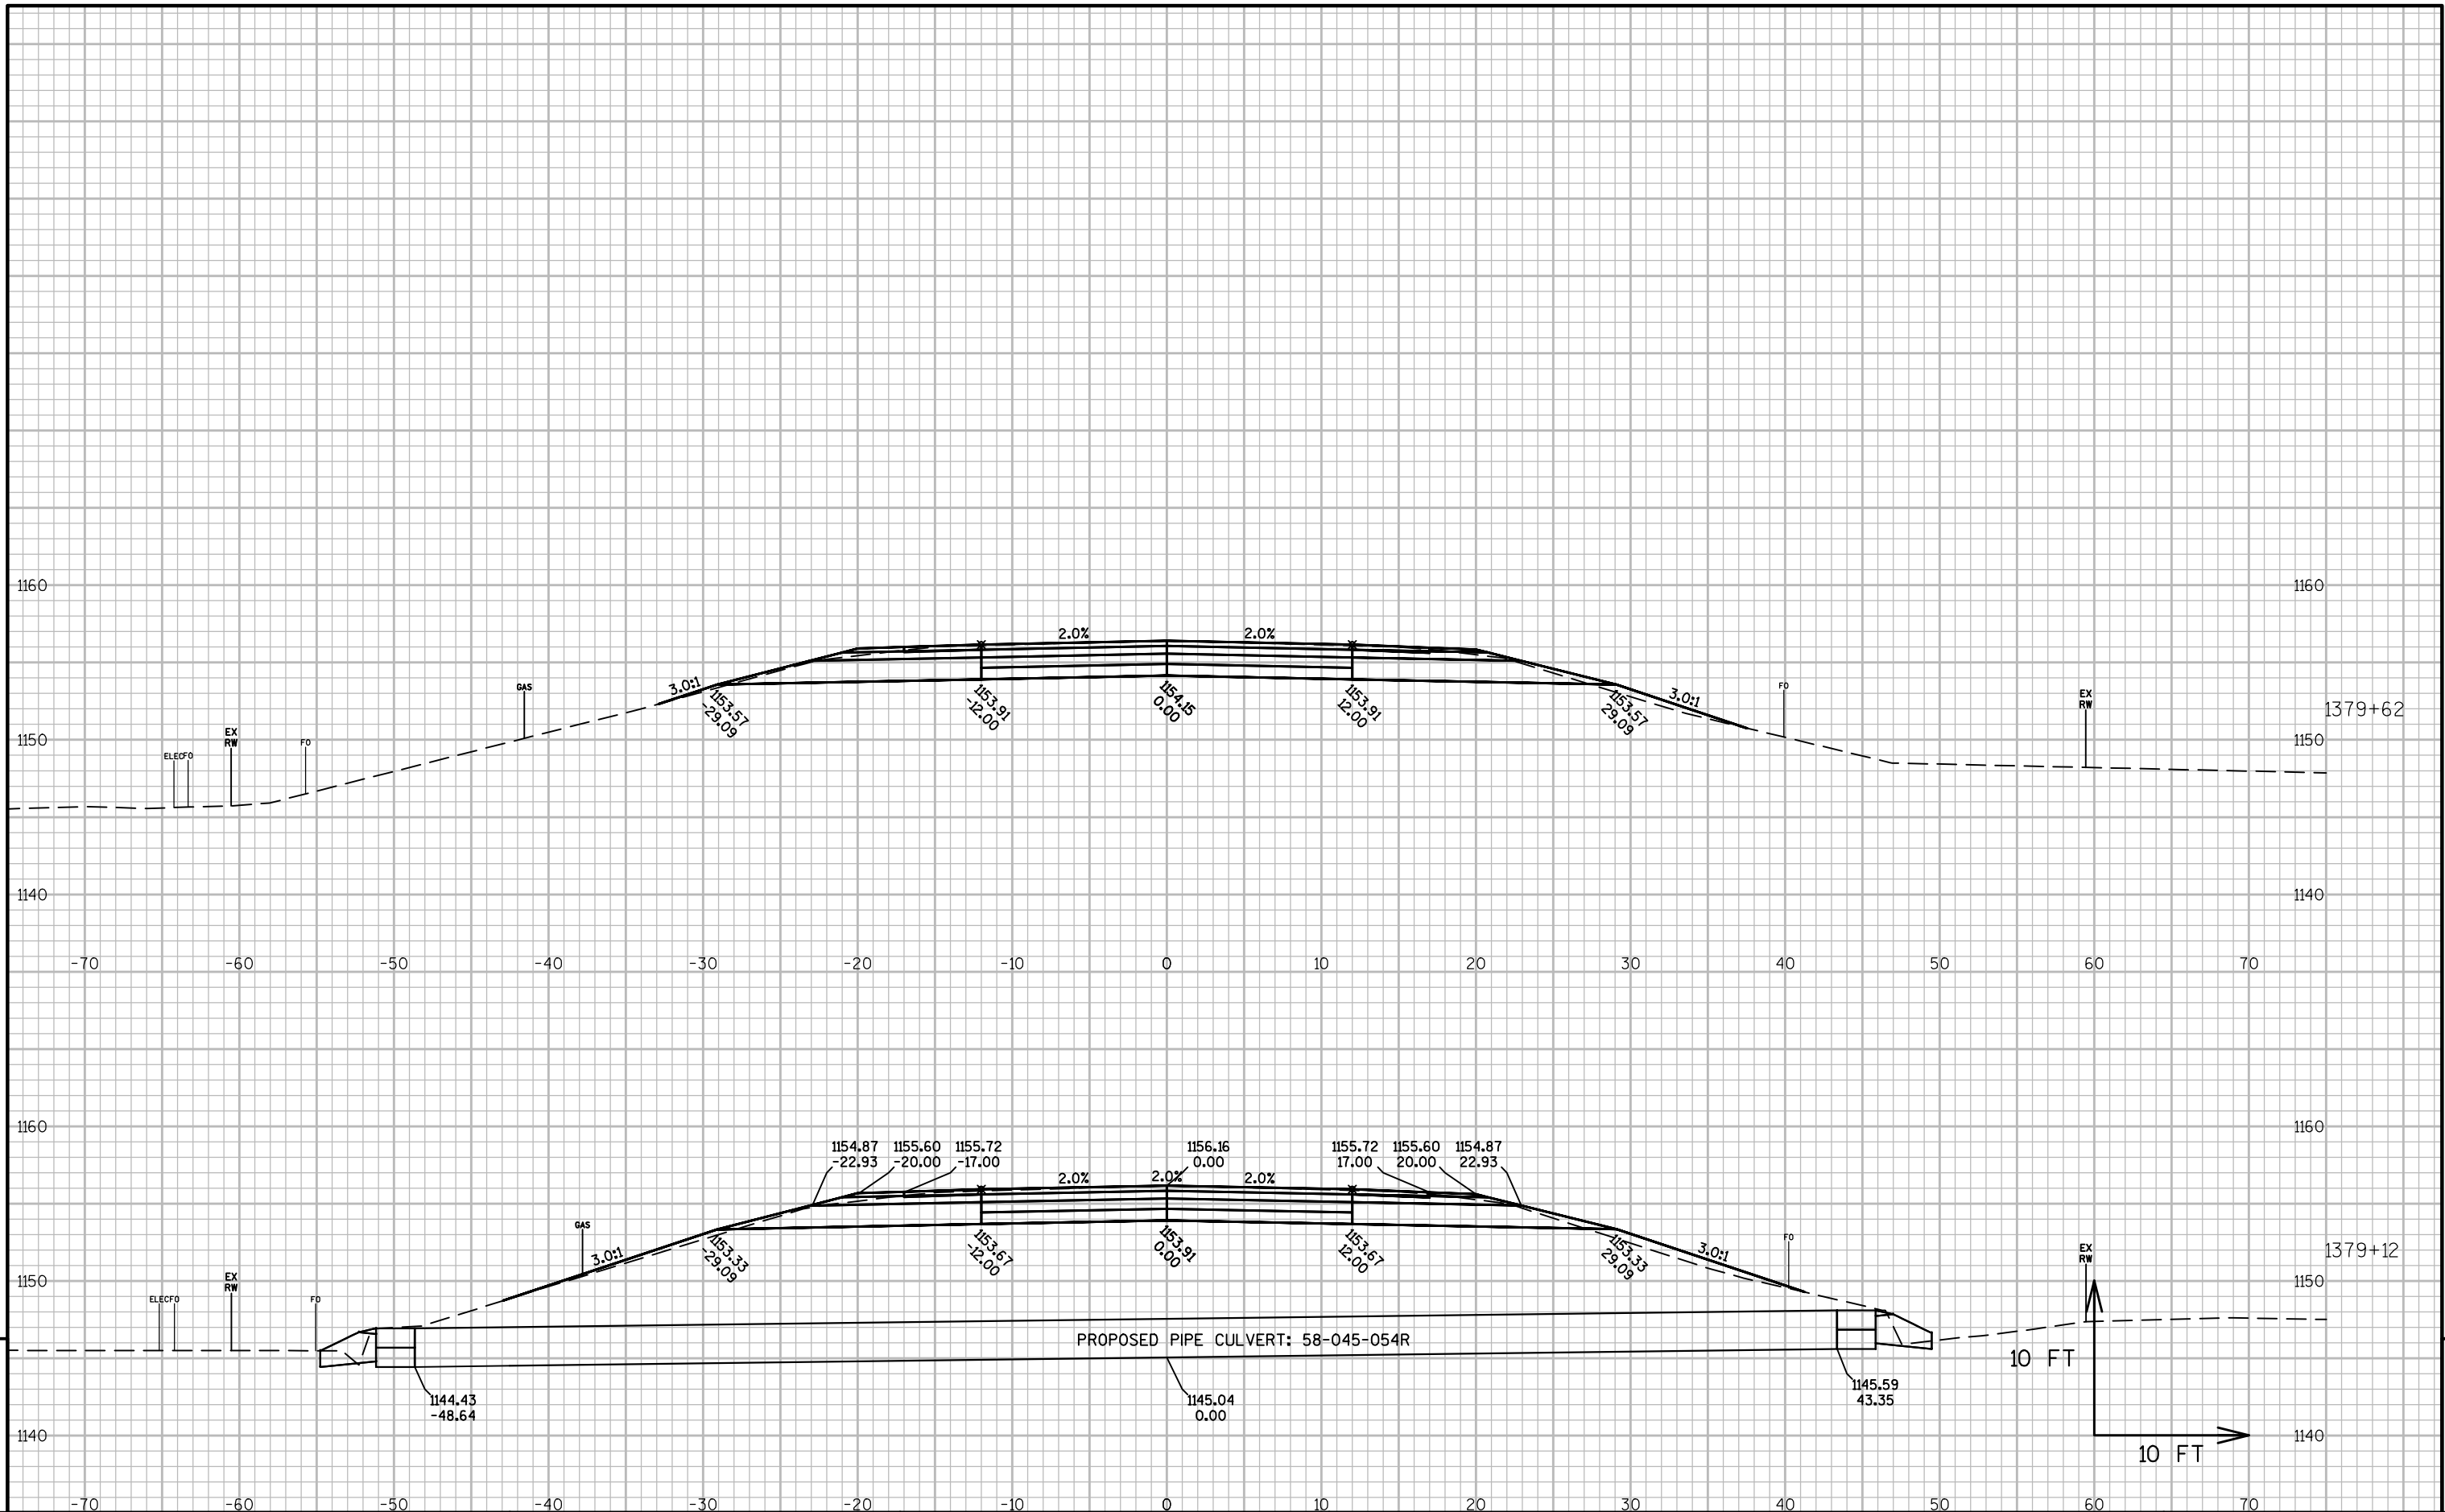 1160 1160
2.0% 2.0%
3.0:1 3.0:1
GAS
FO
EX
RW
1153.57
-29.09
1153.91
-12.00
1154.15
0.00
1153.91
12.00
1153.57
29.09
1379+62
EX
RW
FO
1150 1150
ELEC FO
1140 1140
-70 -60 -50 -40 -30 -20 -10 0 10 20 30 40 50 60 70
1160 1160
1154.87
-22.93
1155.60
-20.00
1155.72
-17.00
1156.16
0.00
1155.72
17.00
1155.60
20.00
1154.87
22.93
2.0% 2.0% 2.0%
GAS
3.0:1 3.0:1
FO
1153.33
-29.09
1153.67
-12.00
1153.91
0.00
1153.67
12.00
1153.33
29.09
EX
RW
1379+12
1150 1150
EX
RW
ELEC FO
FO
PROPOSED PIPE CULVERT: 58-045-054R
10 FT
1144.43
-48.64
1145.04
0.00
1145.59
43.35
1140 1140
10 FT
-70 -60 -50 -40 -30 -20 -10 0 10 20 30 40 50 60 70